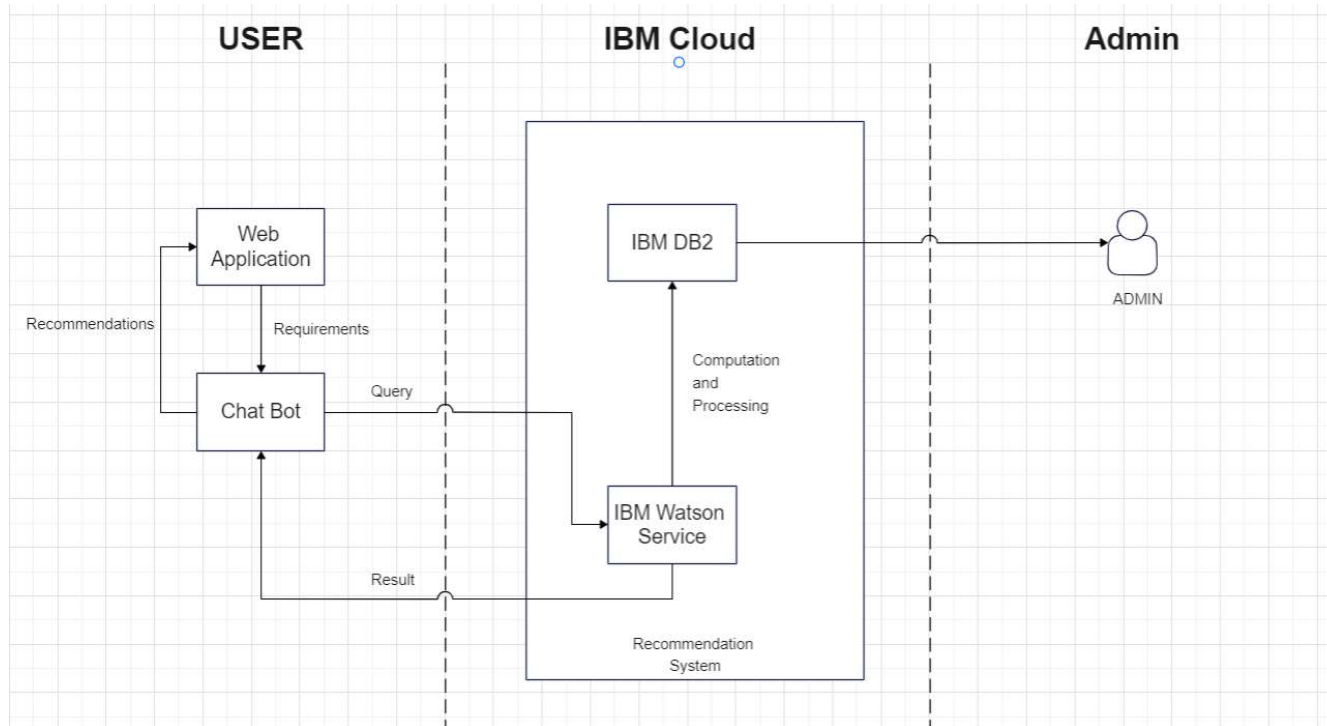 USER
IBM Cloud
Admin
Web
Application
IBM DB2
ADMIN
Recommendations
Requirements
Computation
and
Processing
Chat Bot
Query
IBM Watson
Service
Result
Recommendation
System